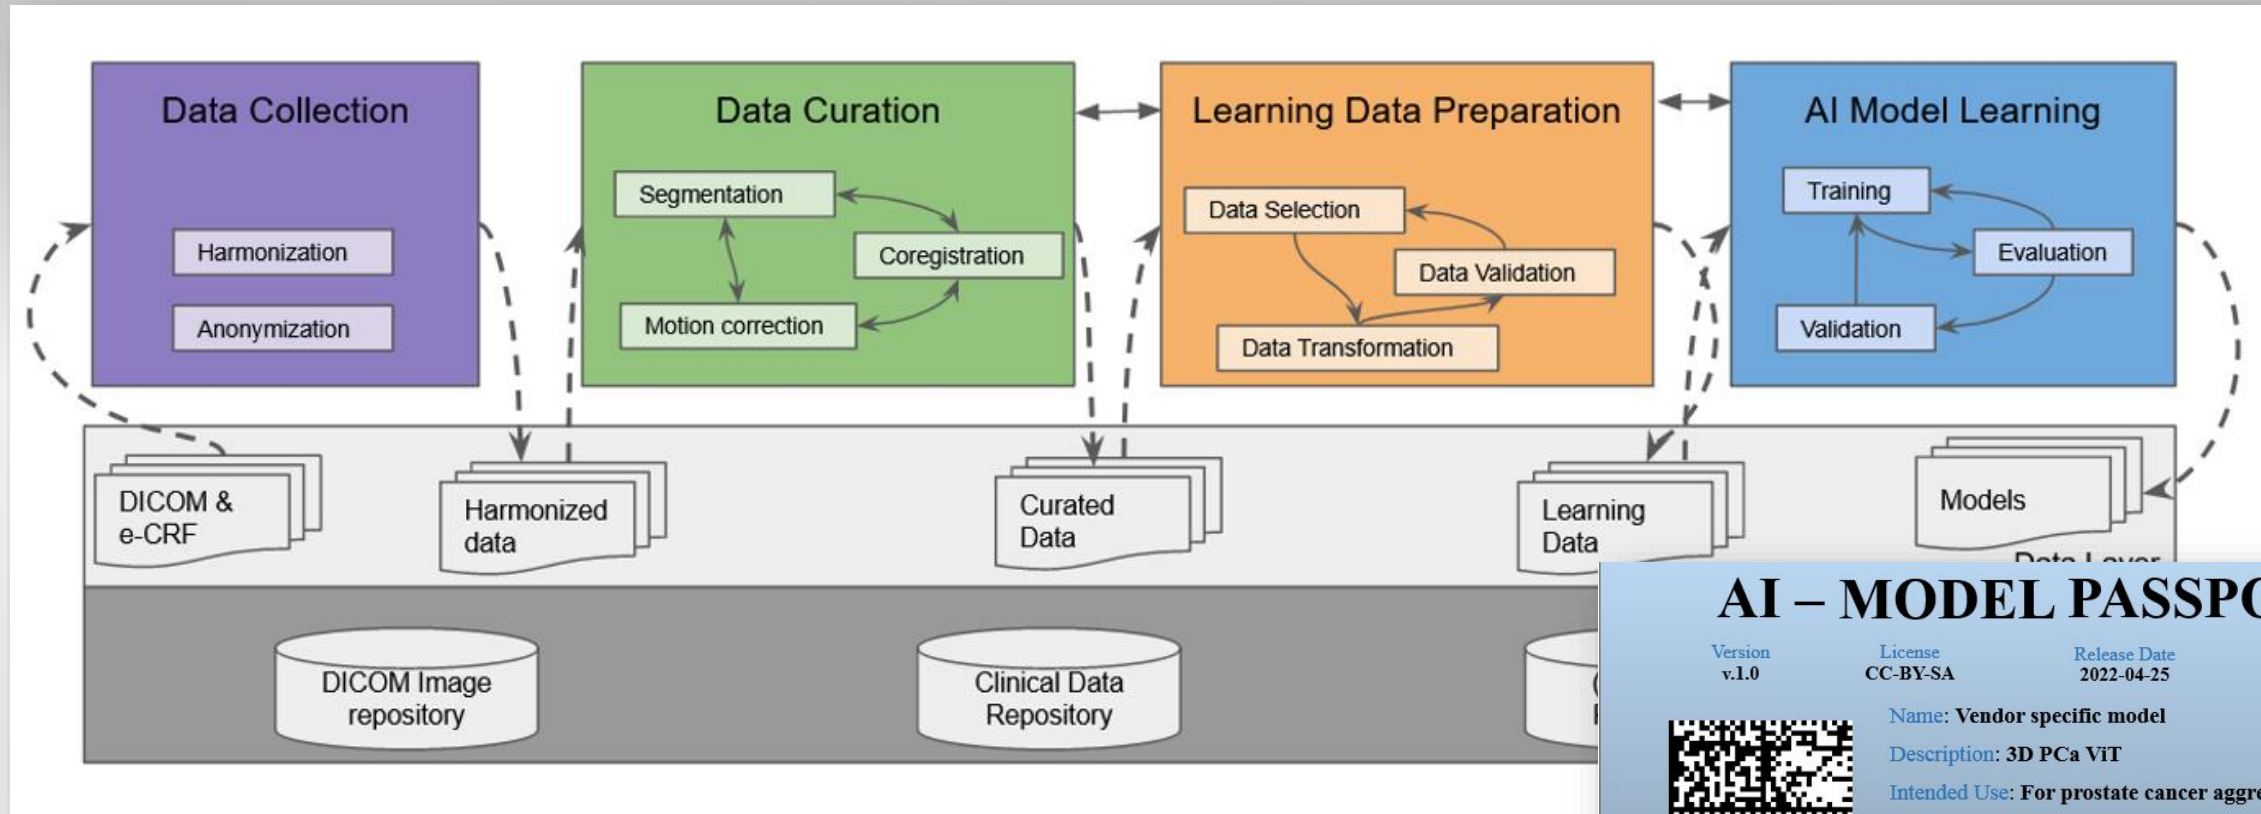 Data Collection
Harmonization
Anonymization
Data Curation
Segmentation
Coregistration
Motion correction
Learning Data Preparation
Data Selection
Data Validation
Data Transformation
AI Model Learning
Training
Evaluation
Validation
DICOM &
e-CRF
Harmonized
data
Curated
Data
Learning
Data
Models
Data Layer
DICOM Image
repository
Clinical Data
Repository
AI – MODEL
Version
v.1.0
License
CC-BY-SA
Release Date
2022-04-25
Name: Vendor specific model
Description: 3D PCa ViT
Intended Use: For prostate cancer